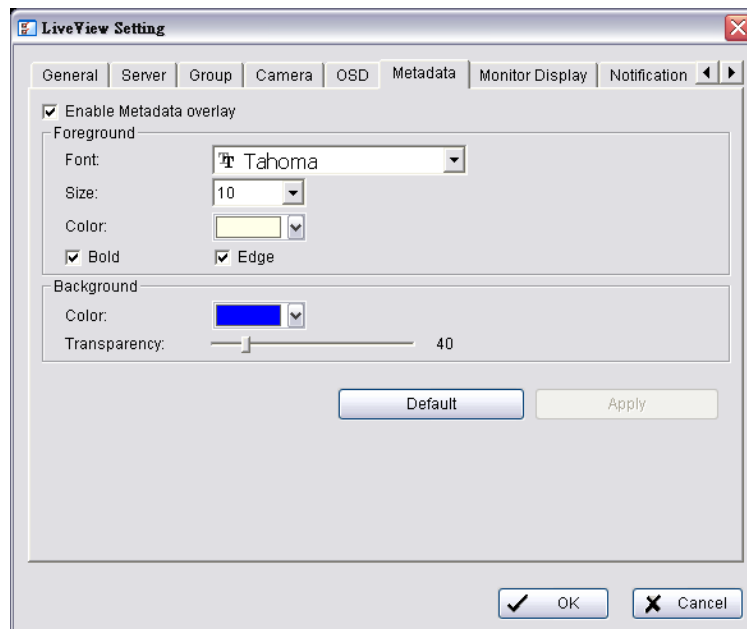 LiveView Setting
General Server Group Camera OSD Metadata Monitor Display Notification
Enable Metadata overlay
Foreground
Font: Tahoma
Size: 10
Color:
Bold Edge
Background
Color:
Transparency: 40
Default Apply
OK Cancel